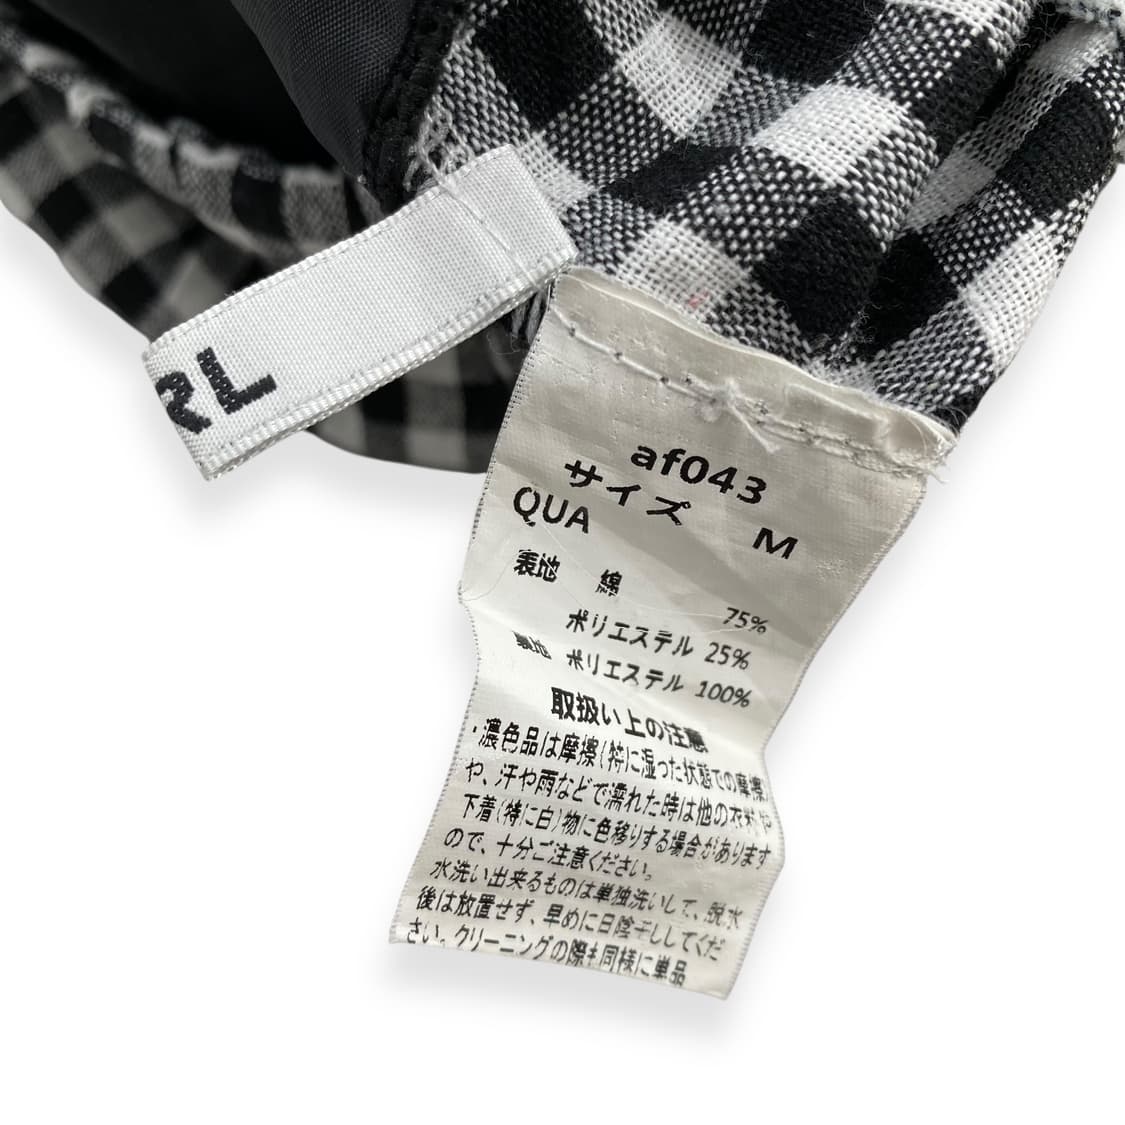 RL
af043
サイズ M
QUA
表地 綿 75%
ポリエステル 25%
裏地 ポリエステル 100%
取扱い上の注意
・濃色品は摩擦(特に湿った状態での摩擦)
や、汗や雨などで濡れた時は他の衣料や
下着(特に白)物に色移りする場合があります
ので、十分ご注意ください。
水洗い出来るものは単独洗いして、脱水
後は放置せず、早めに日陰干ししてくだ
さい。クリーニングの際も同様に単品